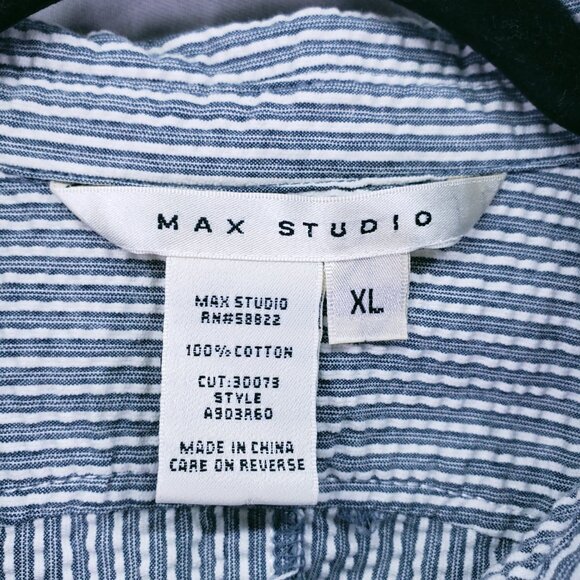 MAX STUDIO
XL
MAX STUDIO
RN#58822
100% COTTON
CUT:30073
STYLE
A903R60
MADE IN CHINA
CARE ON REVERSE